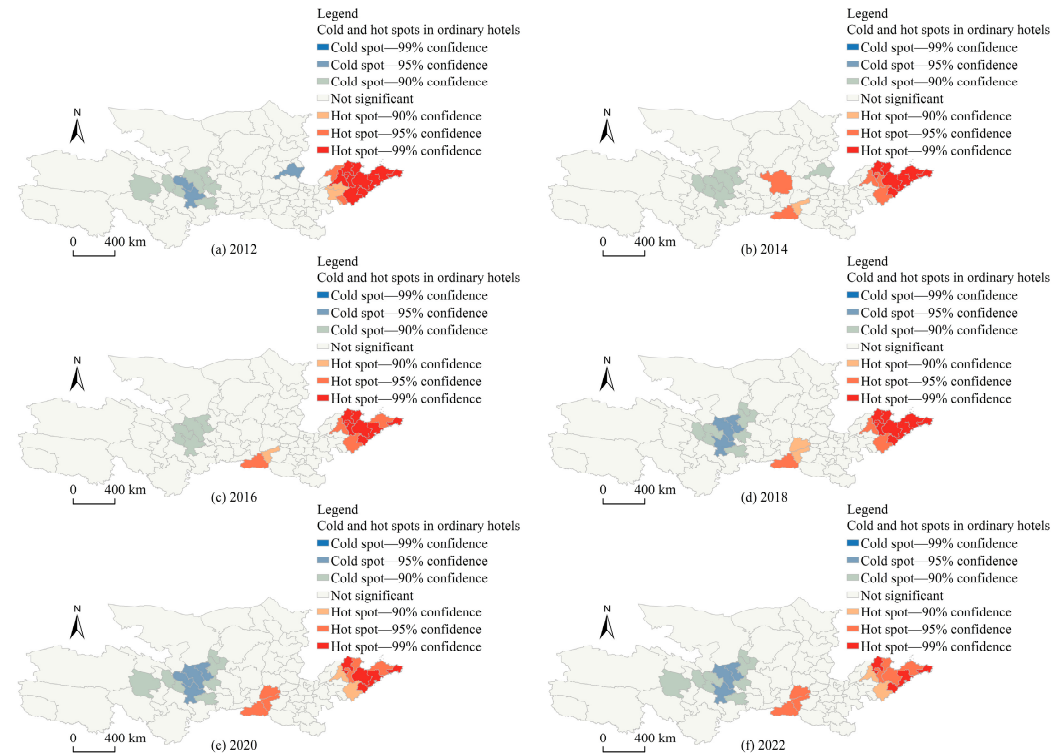 Legend
Cold and hot spots in ordinary hotels
Cold spot—99% confidence
Cold spot—95% confidence
Cold spot—90% confidence
Not significant
Hot spot—90% confidence
Hot spot—95% confidence
Hot spot—99% confidence
N
0 400 km
(a) 2012
Legend
Cold and hot spots in ordinary hotels
Cold spot—99% confidence
Cold spot—95% confidence
Cold spot—90% confidence
Not significant
Hot spot—90% confidence
Hot spot—95% confidence
Hot spot—99% confidence
N
0 400 km
(b) 2014
Legend
Cold and hot spots in ordinary hotels
Cold spot—99% confidence
Cold spot—95% confidence
Cold spot—90% confidence
Not significant
Hot spot—90% confidence
Hot spot—95% confidence
Hot spot—99% confidence
N
0 400 km
(c) 2016
Legend
Cold and hot spots in ordinary hotels
Cold spot—99% confidence
Cold spot—95% confidence
Cold spot—90% confidence
Not significant
Hot spot—90% confidence
Hot spot—95% confidence
Hot spot—99% confidence
N
0 400 km
(d) 2018
Legend
Cold and hot spots in ordinary hotels
Cold spot—99% confidence
Cold spot—95% confidence
Cold spot—90% confidence
Not significant
Hot spot—90% confidence
Hot spot—95% confidence
Hot spot—99% confidence
N
0 400 km
(e) 2020
Legend
Cold and hot spots in ordinary hotels
Cold spot—99% confidence
Cold spot—95% confidence
Cold spot—90% confidence
Not significant
Hot spot—90% confidence
Hot spot—95% confidence
Hot spot—99% confidence
N
0 400 km
(f) 2022